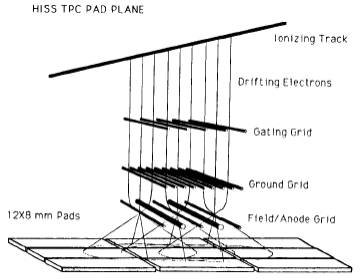 HISS TPC PAD PLANE
Ionizing Track
Drifting Electrons
Gating Grid
Ground Grid
12X8 mm Pads
Field/Anode Grid